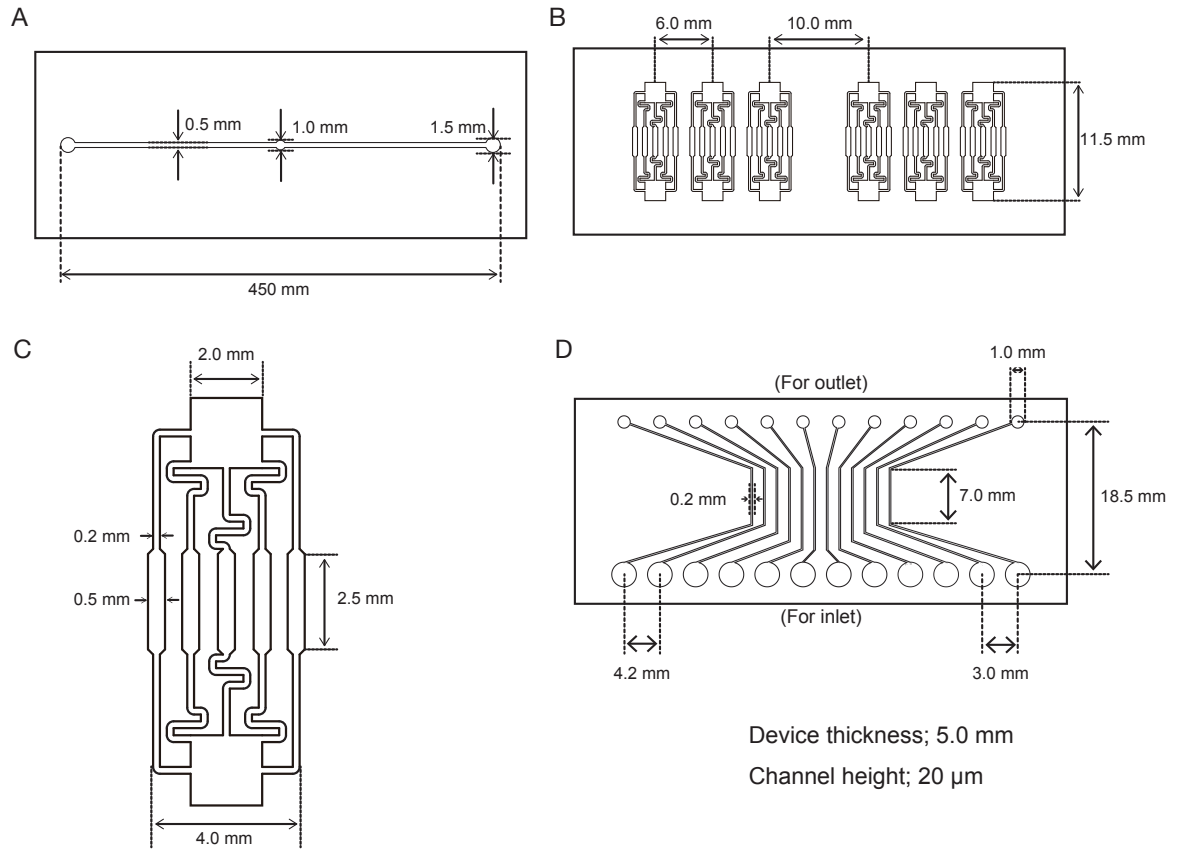 A
0.5 mm
1.0 mm
1.5 mm
450 mm
B
6.0 mm
10.0 mm
11.5 mm
C
2.0 mm
0.2 mm
0.5 mm
2.5 mm
4.0 mm
D
1.0 mm
(For outlet)
0.2 mm
7.0 mm
18.5 mm
(For inlet)
4.2 mm
3.0 mm
Device thickness; 5.0 mm
Channel height; 20 μm